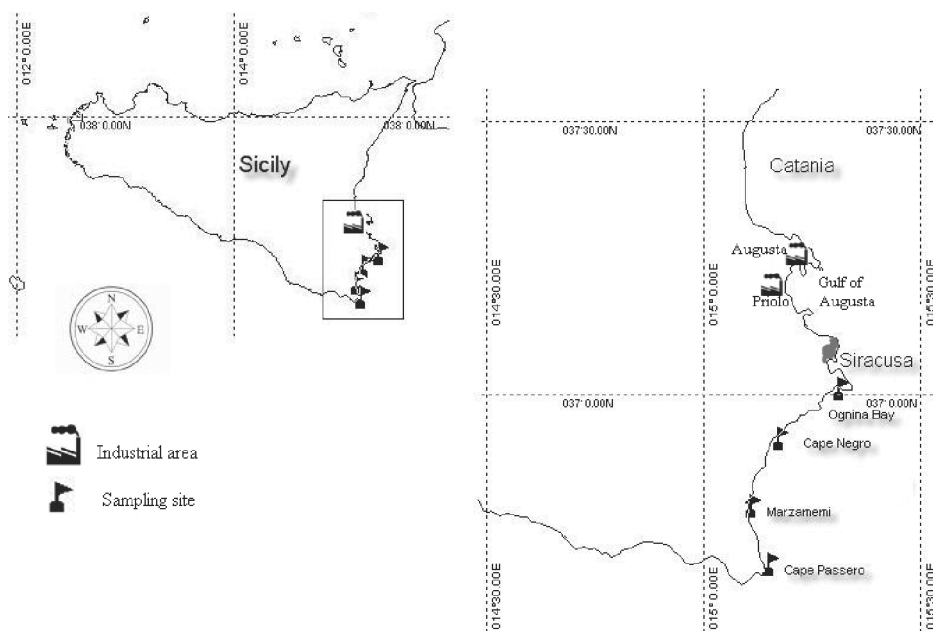 012°0.00E
014°0.00E
038°0.00N
038°0.00N
Sicily
N
W
E
S
Industrial area
Sampling site
037°30.00N
037°30.00N
Catania
Augusta
Gulf of
Augusta
Priolo
014°30.00E
015°0.00E
015°30.00E
Siracusa
037°0.00N
037°0.00N
Ognina Bay
Cape Negro
Marzamemi
Cape Passero
014°30.00E
015°0.00E
015°30.00E